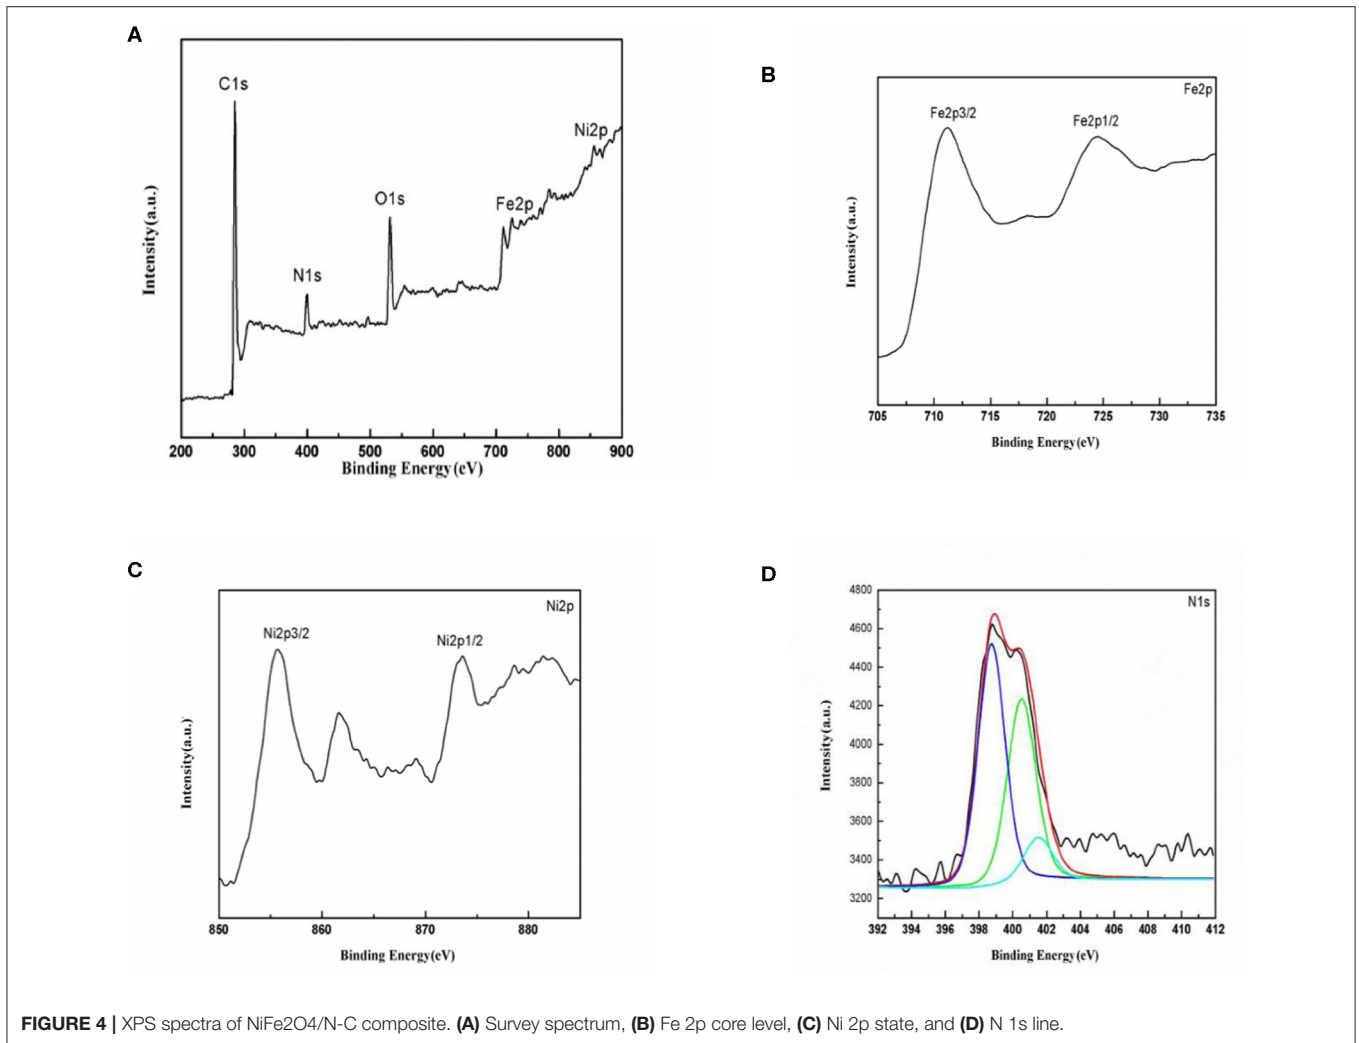 A
C1s
N1s
O1s
Fe2p
Ni2p
Intensity(a.u.)
200 300 400 500 600 700 800 900
Binding Energy(eV)
B
Fe2p
Fe2p3/2
Fe2p1/2
Intensity(a.u.)
705 710 715 720 725 730 735
Binding Energy(eV)
C
Ni2p
Ni2p3/2
Ni2p1/2
Intensity(a.u.)
850 860 870 880
Binding Energy(eV)
D
N1s
4800
4600
4400
4200
4000
3800
3600
3400
3200
Intensity(a.u.)
392 394 396 398 400 402 404 406 408 410 412
Binding Energy(eV)
FIGURE 4 | XPS spectra of NiFe2O4/N-C composite. (A) Survey spectrum, (B) Fe 2p core level, (C) Ni 2p state, and (D) N 1s line.